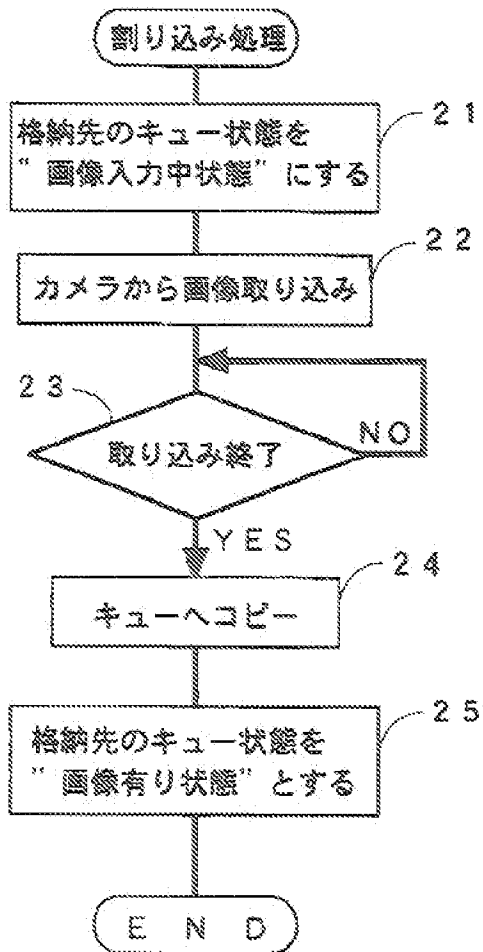 割り込み処理
21
格納先のキュー状態を
"画像入力中状態"にする
22
カメラから画像取り込み
23
取り込み終了
NO
YES
24
キューへコピー
25
格納先のキュー状態を
"画像有り状態"とする
END